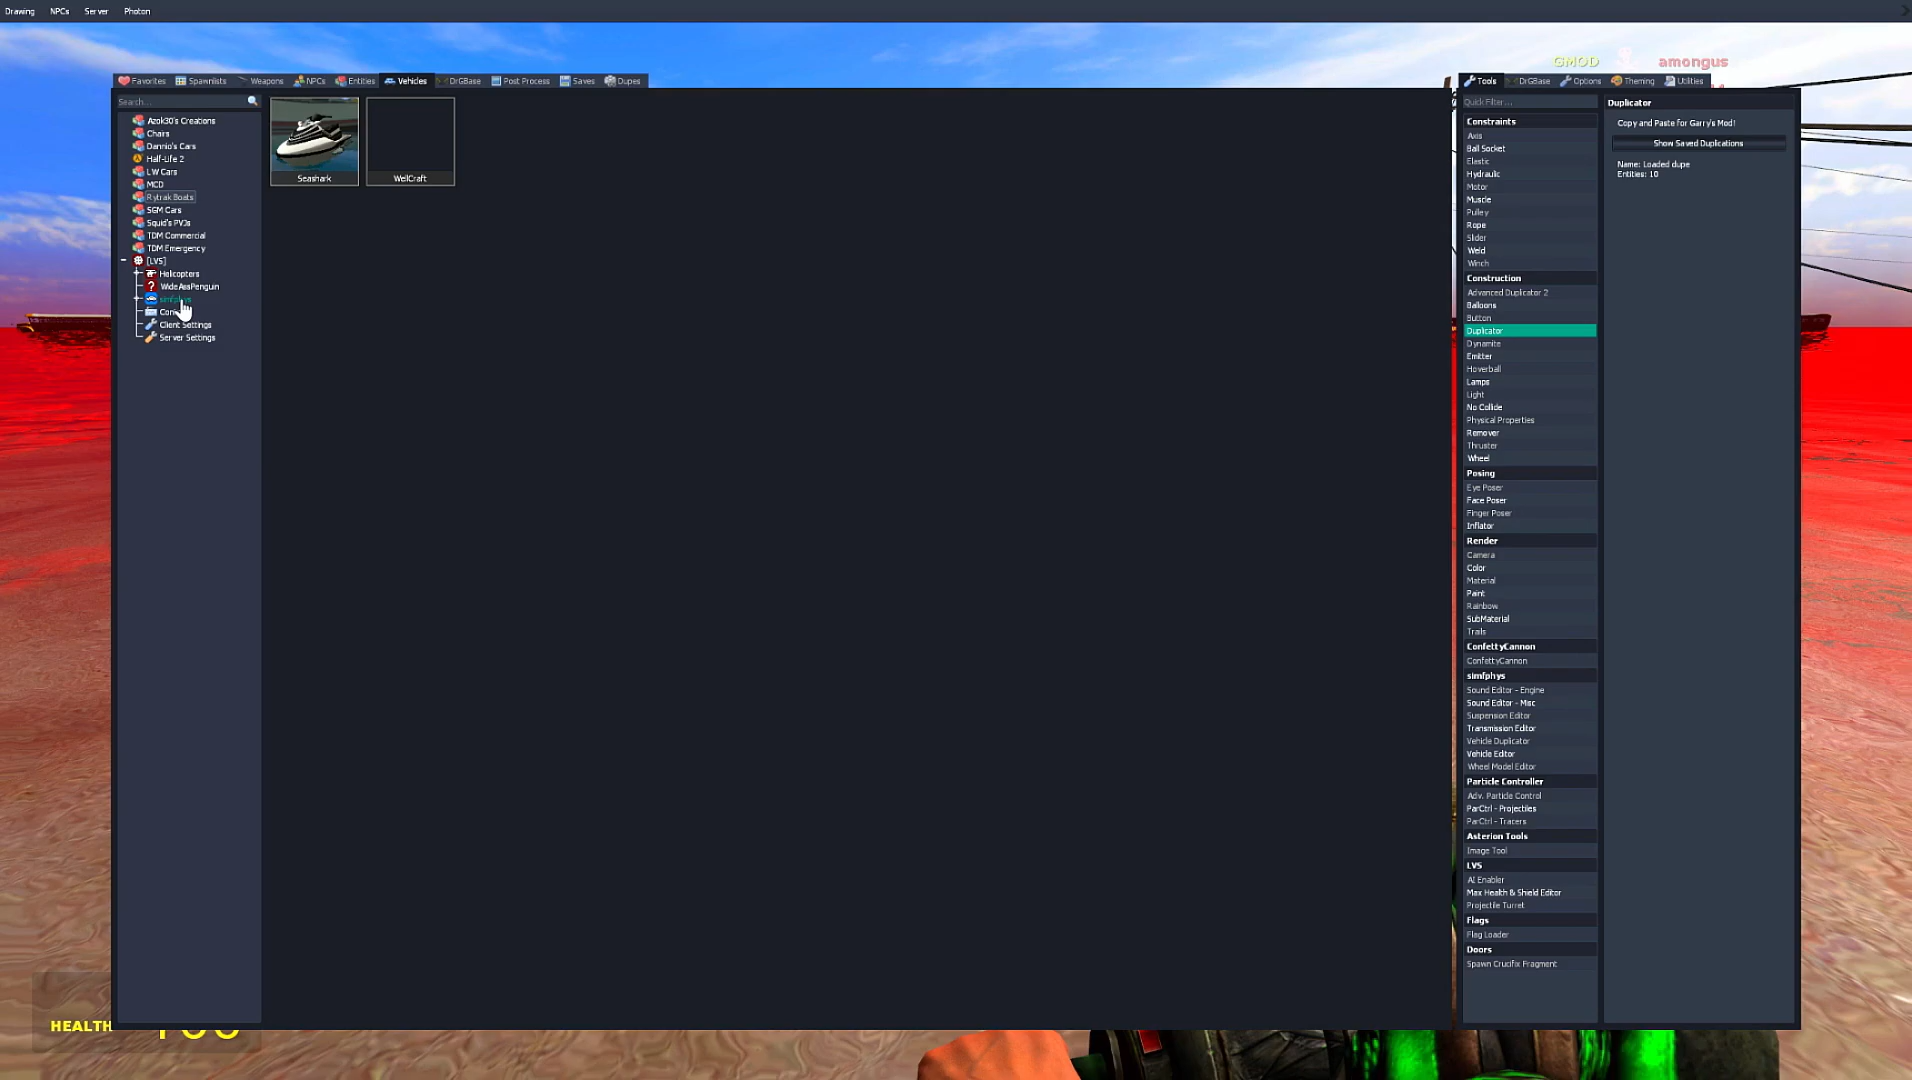 Drawing NPCs Server Photon
GMOD amongus
Favorites Spawnlists Weapons NPCs Entities Vehicles DrGBase Post Process Saves Dupes
Search...
Azok30's Creations
Chairs
Dannio's Cars
Half-Life 2
LW Cars
MCD
Rytrak Boats
SGM Cars
Squid's PVJs
TDM Commercial
TDM Emergency
[LVS]
Helicopters
WideAssPenguin
simfphys
Client Settings
Server Settings
Seashark WellCraft
Tools DrGBase Options Theming Utilities
Quick Filter...
Constraints
Axis
Ball Socket
Elastic
Hydraulic
Motor
Muscle
Pulley
Rope
Slider
Weld
Winch
Construction
Advanced Duplicator 2
Balloons
Button
Duplicator
Dynamite
Emitter
Hoverball
Lamps
Light
No Collide
Physical Properties
Remover
Thruster
Wheel
Posing
Eye Poser
Face Poser
Finger Poser
Inflator
Render
Camera
Color
Material
Paint
Rainbow
SubMaterial
Trails
ConfettyCannon
ConfettyCannon
simfphys
Sound Editor - Engine
Sound Editor - Misc
Suspension Editor
Transmission Editor
Vehicle Duplicator
Vehicle Editor
Wheel Model Editor
Particle Controller
Adv. Particle Control
ParCtrl - Projectiles
ParCtrl - Tracers
Asterion Tools
Image Tool
LVS
AI Enabler
Max Health & Shield Editor
Projectile Turret
Flags
Flag Loader
Doors
Spawn Crucifix Fragment
Duplicator
Copy and Paste for Garry's Mod!
Show Saved Duplications
Name: Loaded dupe
Entities: 10
HEALTH